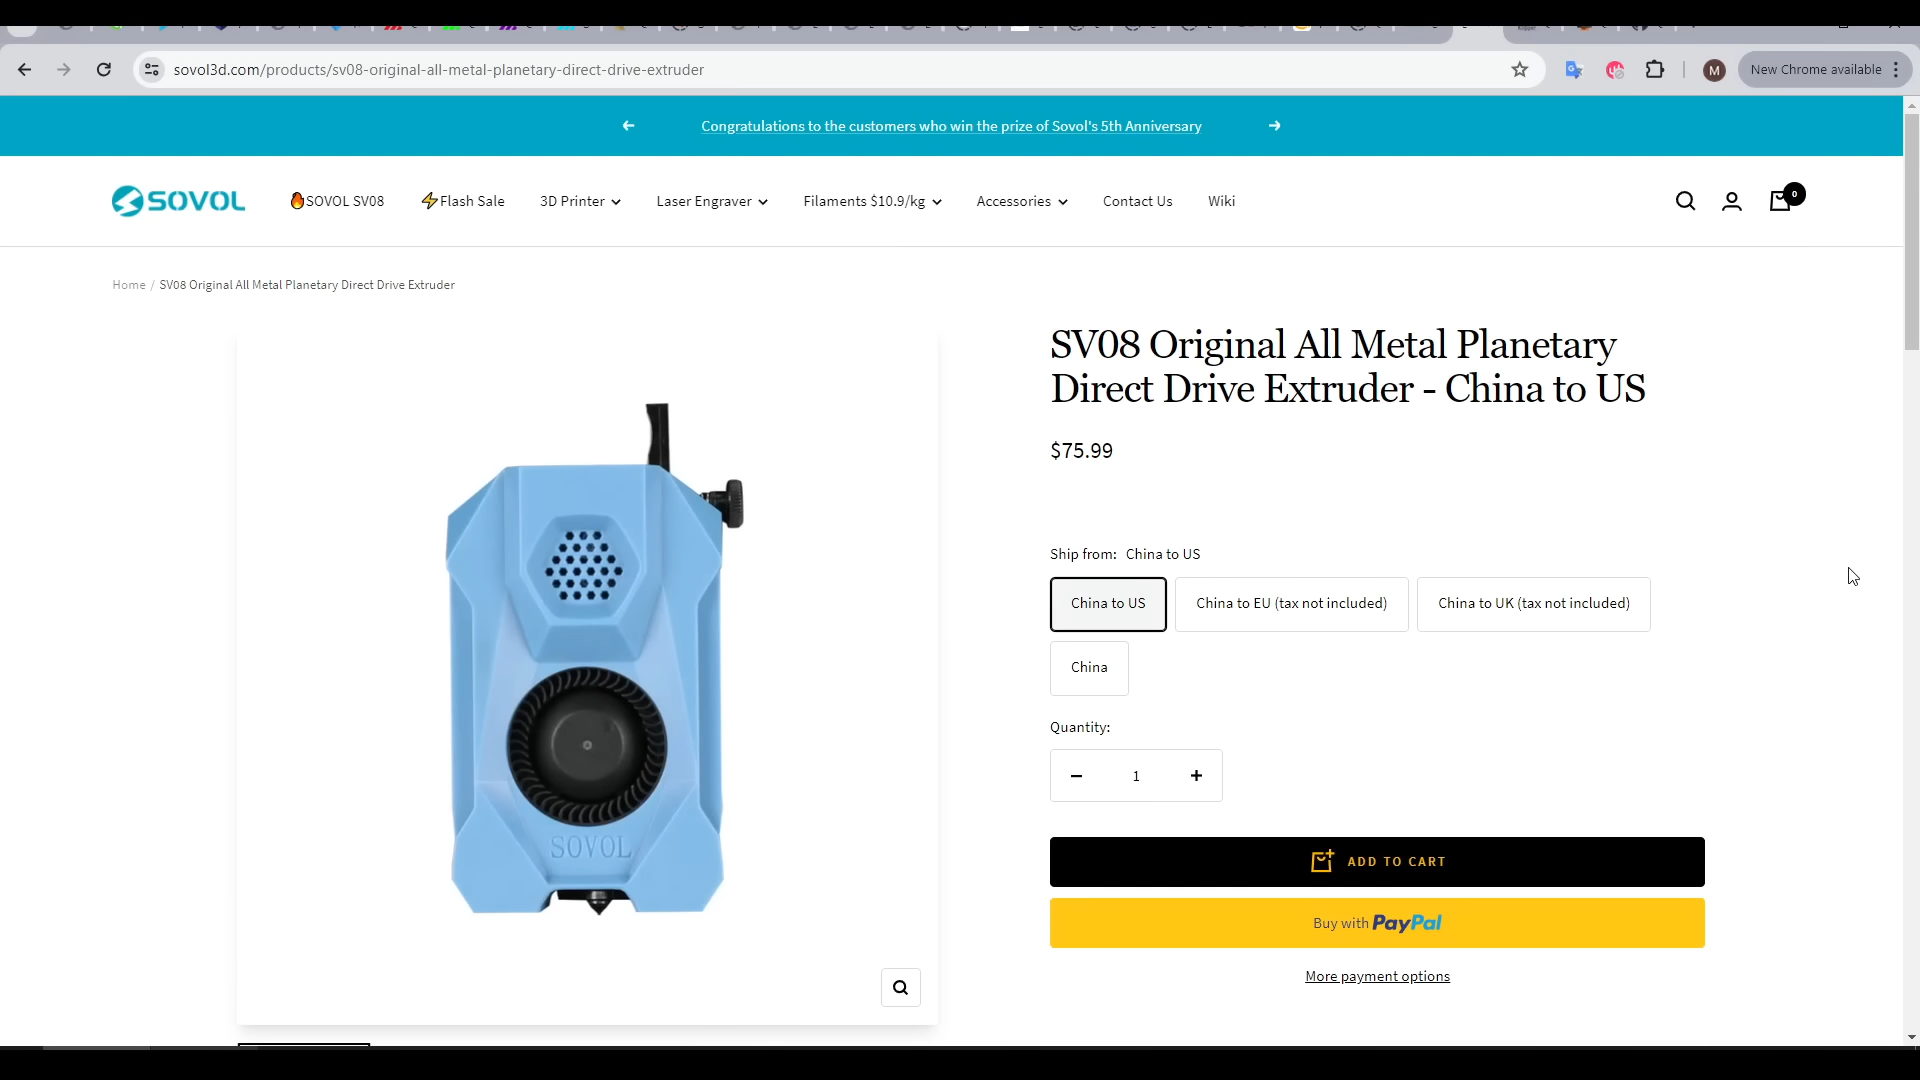 sovol3d.com/products/sv08-original-all-metal-planetary-direct-drive-extruder
M
New Chrome available
Congratulations to the customers who win the prize of Sovol's 5th Anniversary
SOVOL
SOVOL SV08
Flash Sale
3D Printer
Laser Engraver
Filaments $10.9/kg
Accessories
Contact Us
Wiki
0
Home / SV08 Original All Metal Planetary Direct Drive Extruder
SV08 Original All Metal Planetary
Direct Drive Extruder - China to US
$75.99
Ship from: China to US
China to US
China to EU (tax not included)
China to UK (tax not included)
China
Quantity:
1
SOVOL
ADD TO CART
Buy with PayPal
More payment options